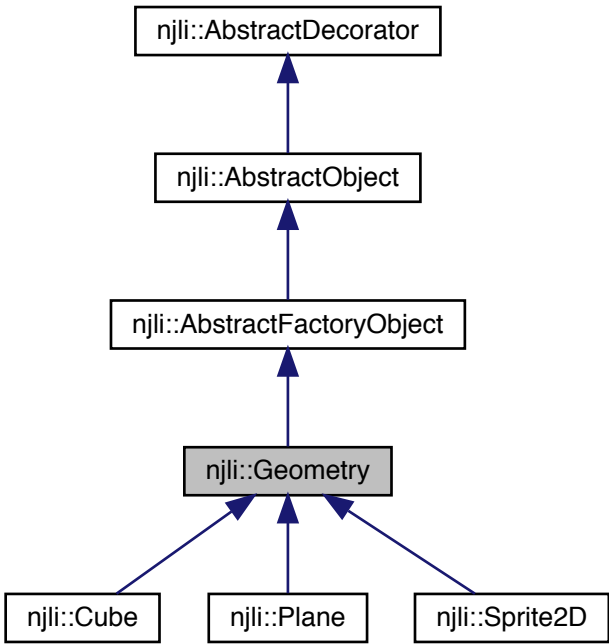 njli::AbstractDecorator
njli::AbstractObject
njli::AbstractFactoryObject
njli::Geometry
njli::Cube
njli::Plane
njli::Sprite2D